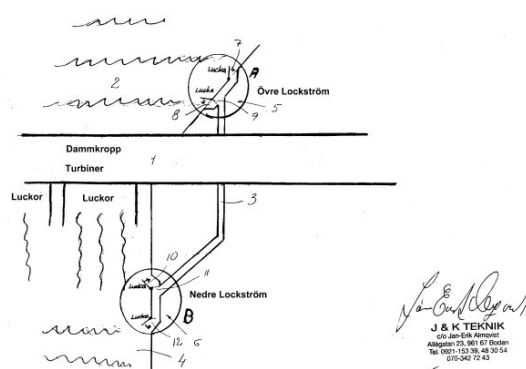 7
Lucka
A
2
Lucka
Övre Lockström
8
9
5
Dammkropp
1
Turbiner
Luckor
Luckor
3
10
Lucka
11
Nedre Lockström
Lucka
B
12
6
4
J & K TEKNIK
c/o Jan-Erik Almqvist
Allégatan 23, 961 67 Boden
Tel. 0921-153 39, 48 30 54
070-342 72 43